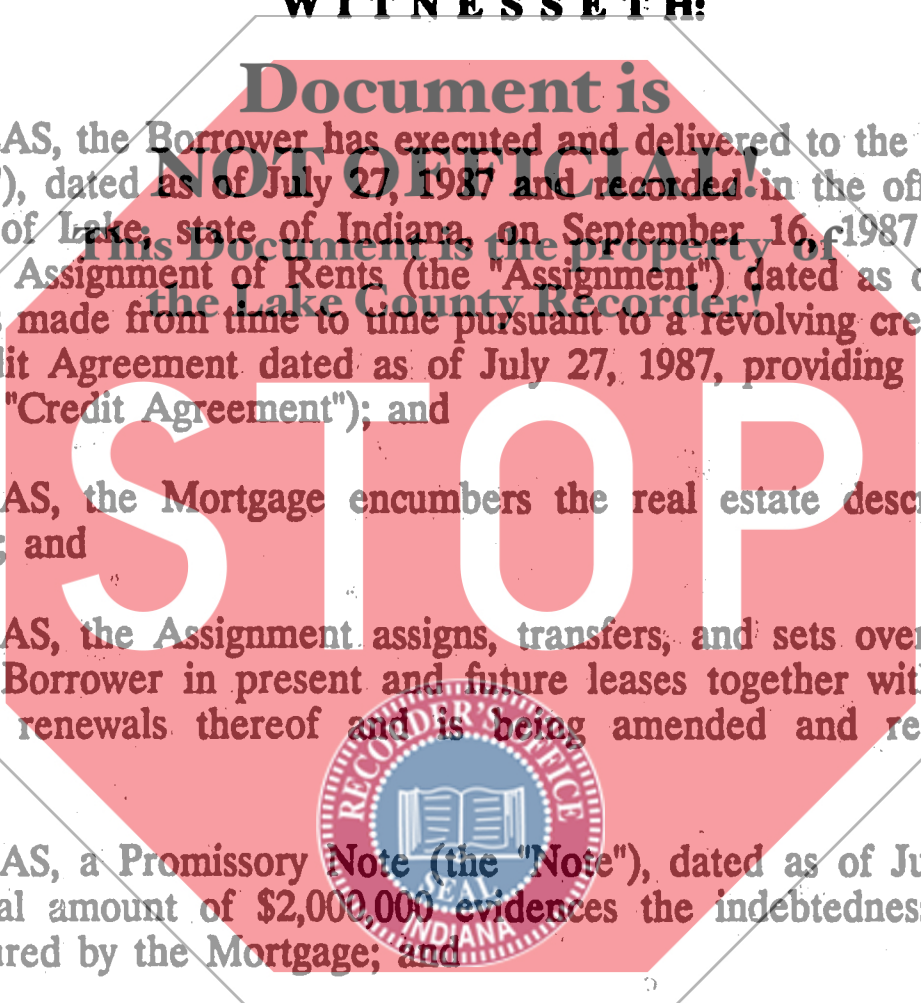 W I T N E S S E T H:
Document is
AS, the Borrower has executed and delivered to the
NOT OFFICIAL!
"), dated as of July 27, 1987 and recorded in the of
of Lake, state of Indiana, on September 16, 1987
This Document is the property of
Assignment of Rents (the "Assignment") dated as
the Lake County Recorder!
made from time to time pursuant to a revolving cre
it Agreement dated as of July 27, 1987, providing
"Credit Agreement"); and
STOP
AS, the Mortgage encumbers the real estate desc
; and
AS, the Assignment assigns, transfers, and sets over
Borrower in present and future leases together wit
renewals thereof and is being amended and re
RECORDER'S OFFICE
AS, a Promissory Note (the "Note"), dated as of Ju
SEAL
al amount of $2,000,000 evidences the indebtednes
INDIANA
ured by the Mortgage; and